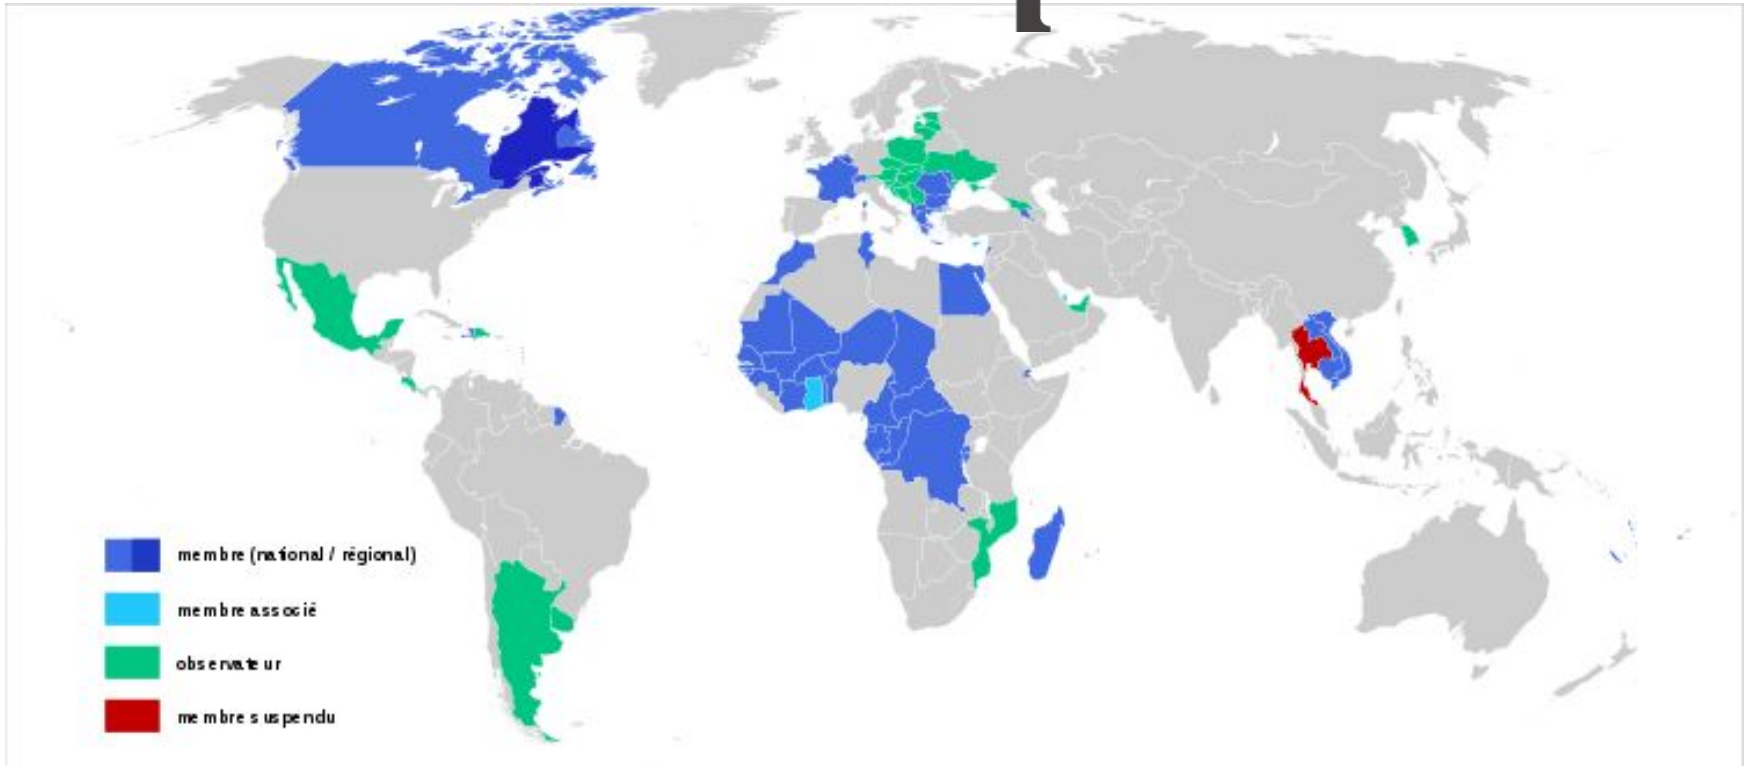 membre (national / régional)
membre associé
observateur
membre suspendu